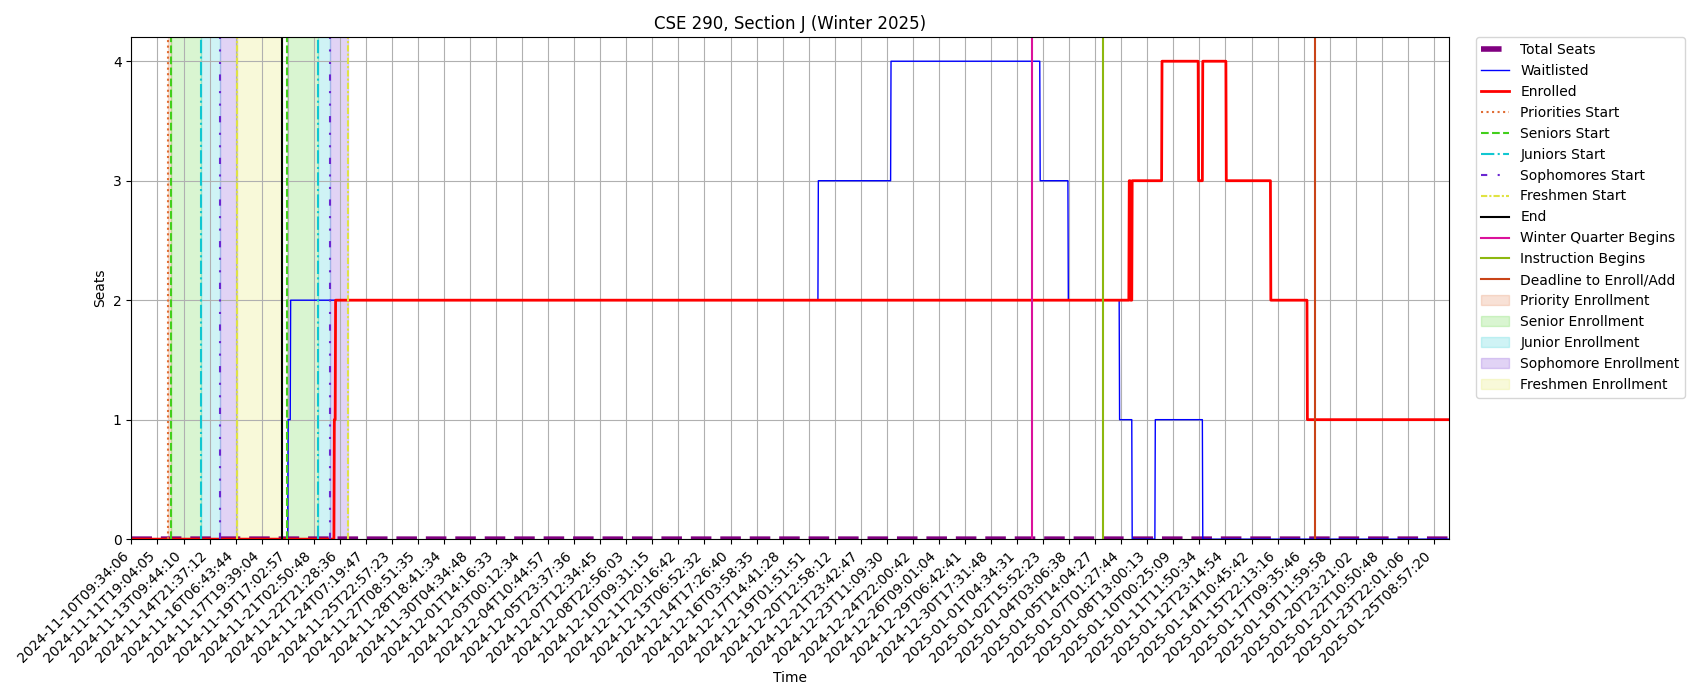 CSE 290, Section J (Winter 2025)
Seats
4
3
2
1
0
2024-11-10T09:34:06
2024-11-11T19:04:05
2024-11-13T09:44:10
2024-11-14T21:37:12
2024-11-16T06:43:44
2024-11-17T19:39:04
2024-11-19T17:02:57
2024-11-21T02:50:48
2024-11-22T21:28:36
2024-11-24T07:19:47
2024-11-25T22:57:23
2024-11-27T08:51:35
2024-11-28T18:41:34
2024-11-30T04:34:48
2024-12-01T14:16:33
2024-12-03T00:12:34
2024-12-04T10:44:57
2024-12-05T23:37:36
2024-12-07T12:34:45
2024-12-08T22:56:03
2024-12-10T09:31:15
2024-12-11T20:16:42
2024-12-13T06:52:32
2024-12-14T17:26:40
2024-12-16T03:58:35
2024-12-17T14:41:28
2024-12-19T01:51:51
2024-12-20T12:58:12
2024-12-21T23:42:47
2024-12-23T11:09:30
2024-12-24T22:00:42
2024-12-26T09:01:04
2024-12-29T06:42:41
2024-12-30T17:31:48
2025-01-01T04:34:31
2025-01-02T15:52:23
2025-01-04T03:06:38
2025-01-05T14:04:27
2025-01-07T01:27:44
2025-01-08T13:00:13
2025-01-10T00:25:09
2025-01-11T11:50:34
2025-01-12T23:14:54
2025-01-14T10:45:42
2025-01-15T22:13:16
2025-01-17T09:35:46
2025-01-19T11:59:58
2025-01-20T23:21:02
2025-01-22T10:50:48
2025-01-23T22:01:06
2025-01-25T08:57:20
Time
Total Seats
Waitlisted
Enrolled
Priorities Start
Seniors Start
Juniors Start
Sophomores Start
Freshmen Start
End
Winter Quarter Begins
Instruction Begins
Deadline to Enroll/Add
Priority Enrollment
Senior Enrollment
Junior Enrollment
Sophomore Enrollment
Freshmen Enrollment